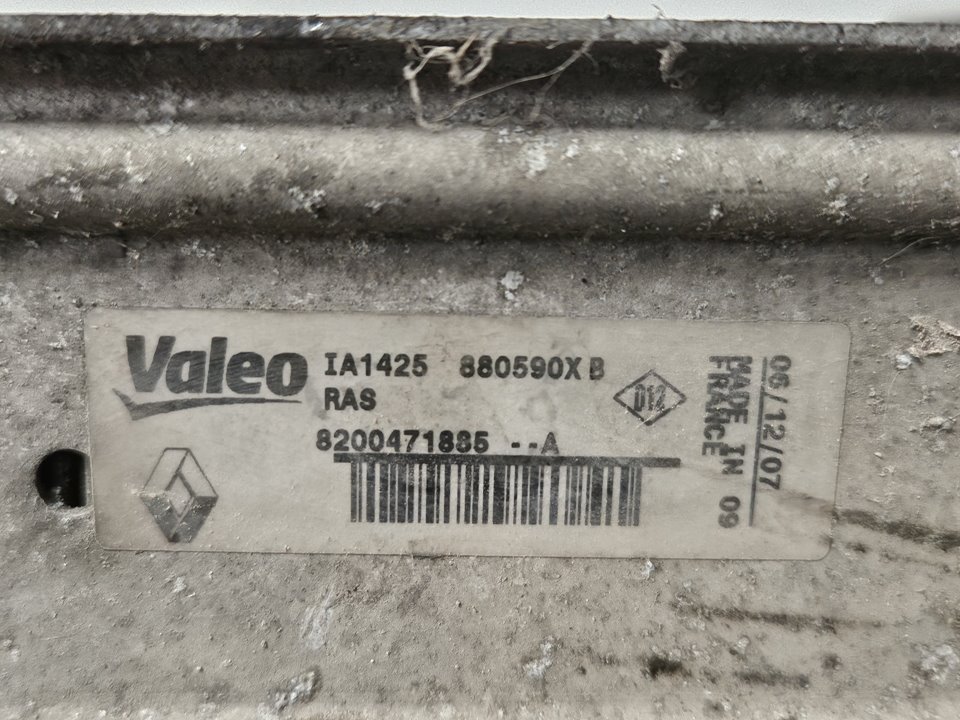 Valeo
IA1425 880590X B
RAS
D12
8200471885 --A
MADE IN
FRANCE 09
06/12/07